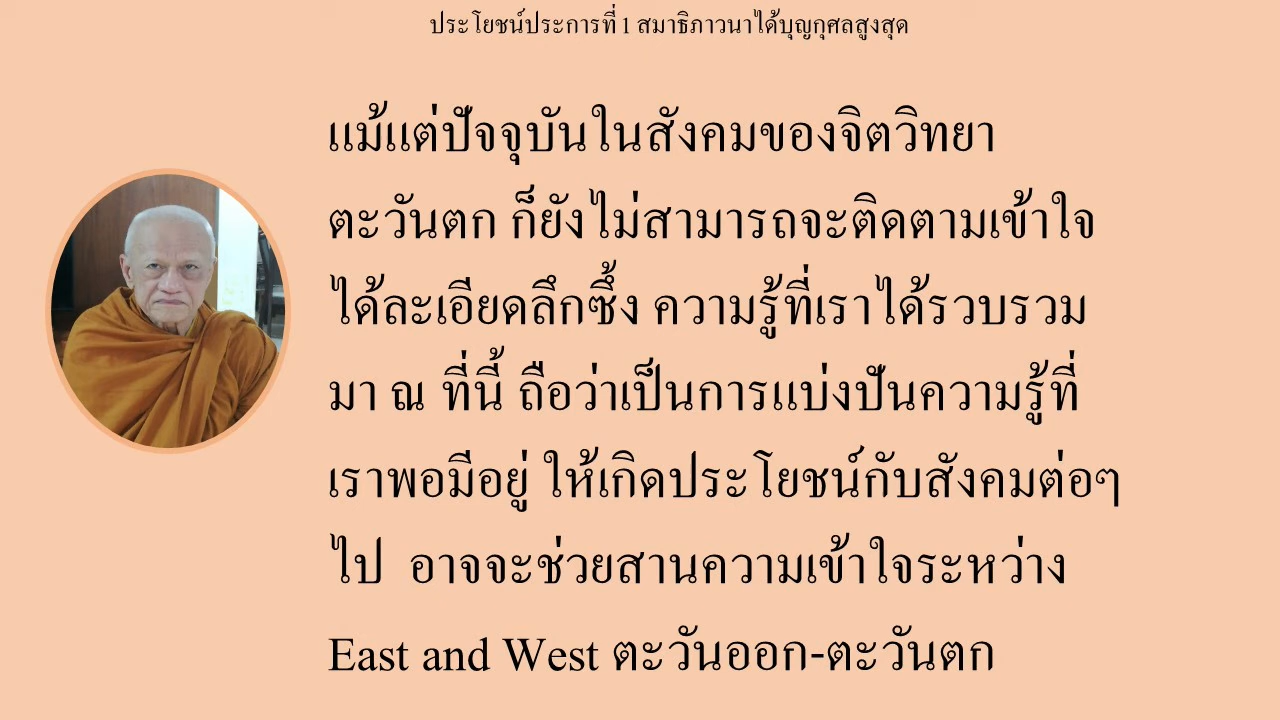 ประโยชน์ประการที่ 1 สมาธิภาวนาได้บุญกุศลสูงสุด
แม้แต่ปัจจุบันในสังคมของจิตวิทยา
ตะวันตก ก็ยังไม่สามารถจะติดตามเข้าใจ
ได้ละเอียดลึกซึ้ง ความรู้ที่เราได้รวบรวม
มา ณ ที่นี้ ถือว่าเป็นการแบ่งปันความรู้ที่
เราพอมีอยู่ ให้เกิดประโยชน์กับสังคมต่อๆ
ไป อาจจะช่วยสานความเข้าใจระหว่าง
East and West ตะวันออก-ตะวันตก